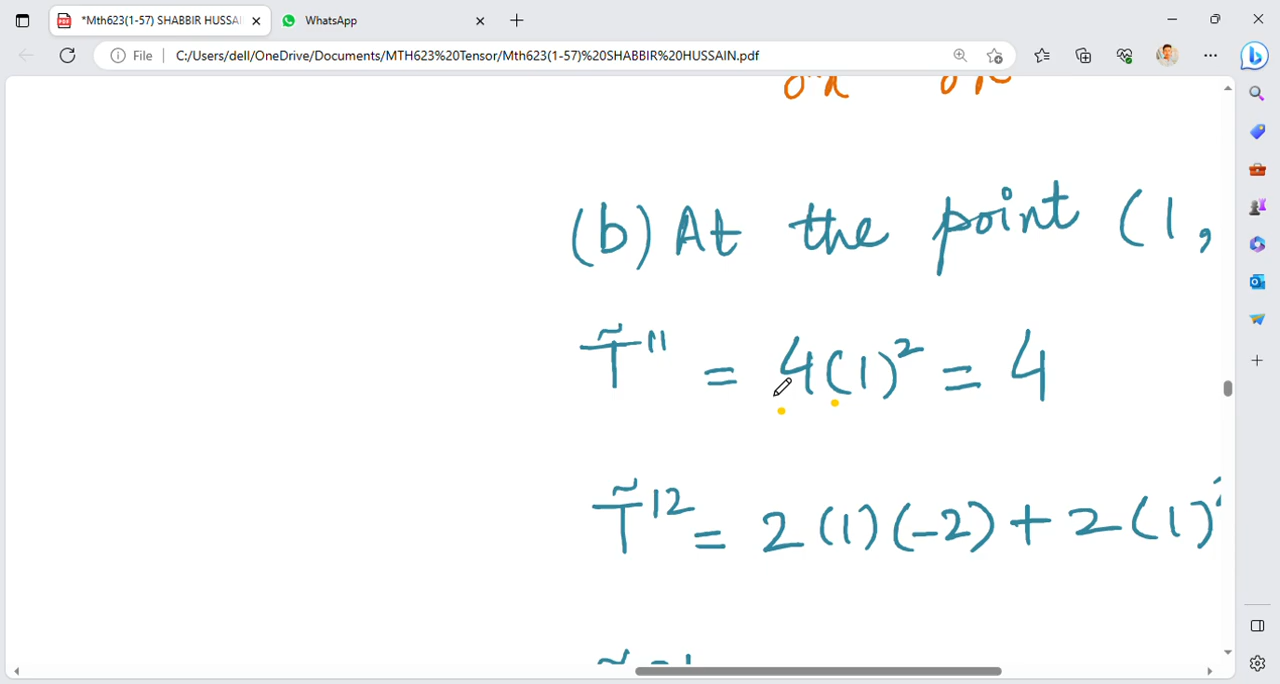 *Mth623(1-57) SHABBIR HUSSAI
WhatsApp
File
C:/Users/dell/OneDrive/Documents/MTH623%20Tensor/Mth623(1-57)%20SHABBIR%20HUSSAIN.pdf
(b) At the point (1,
T̃¹¹ = 4(1)² = 4
T̃¹² = 2(1)(-2)+2(1)